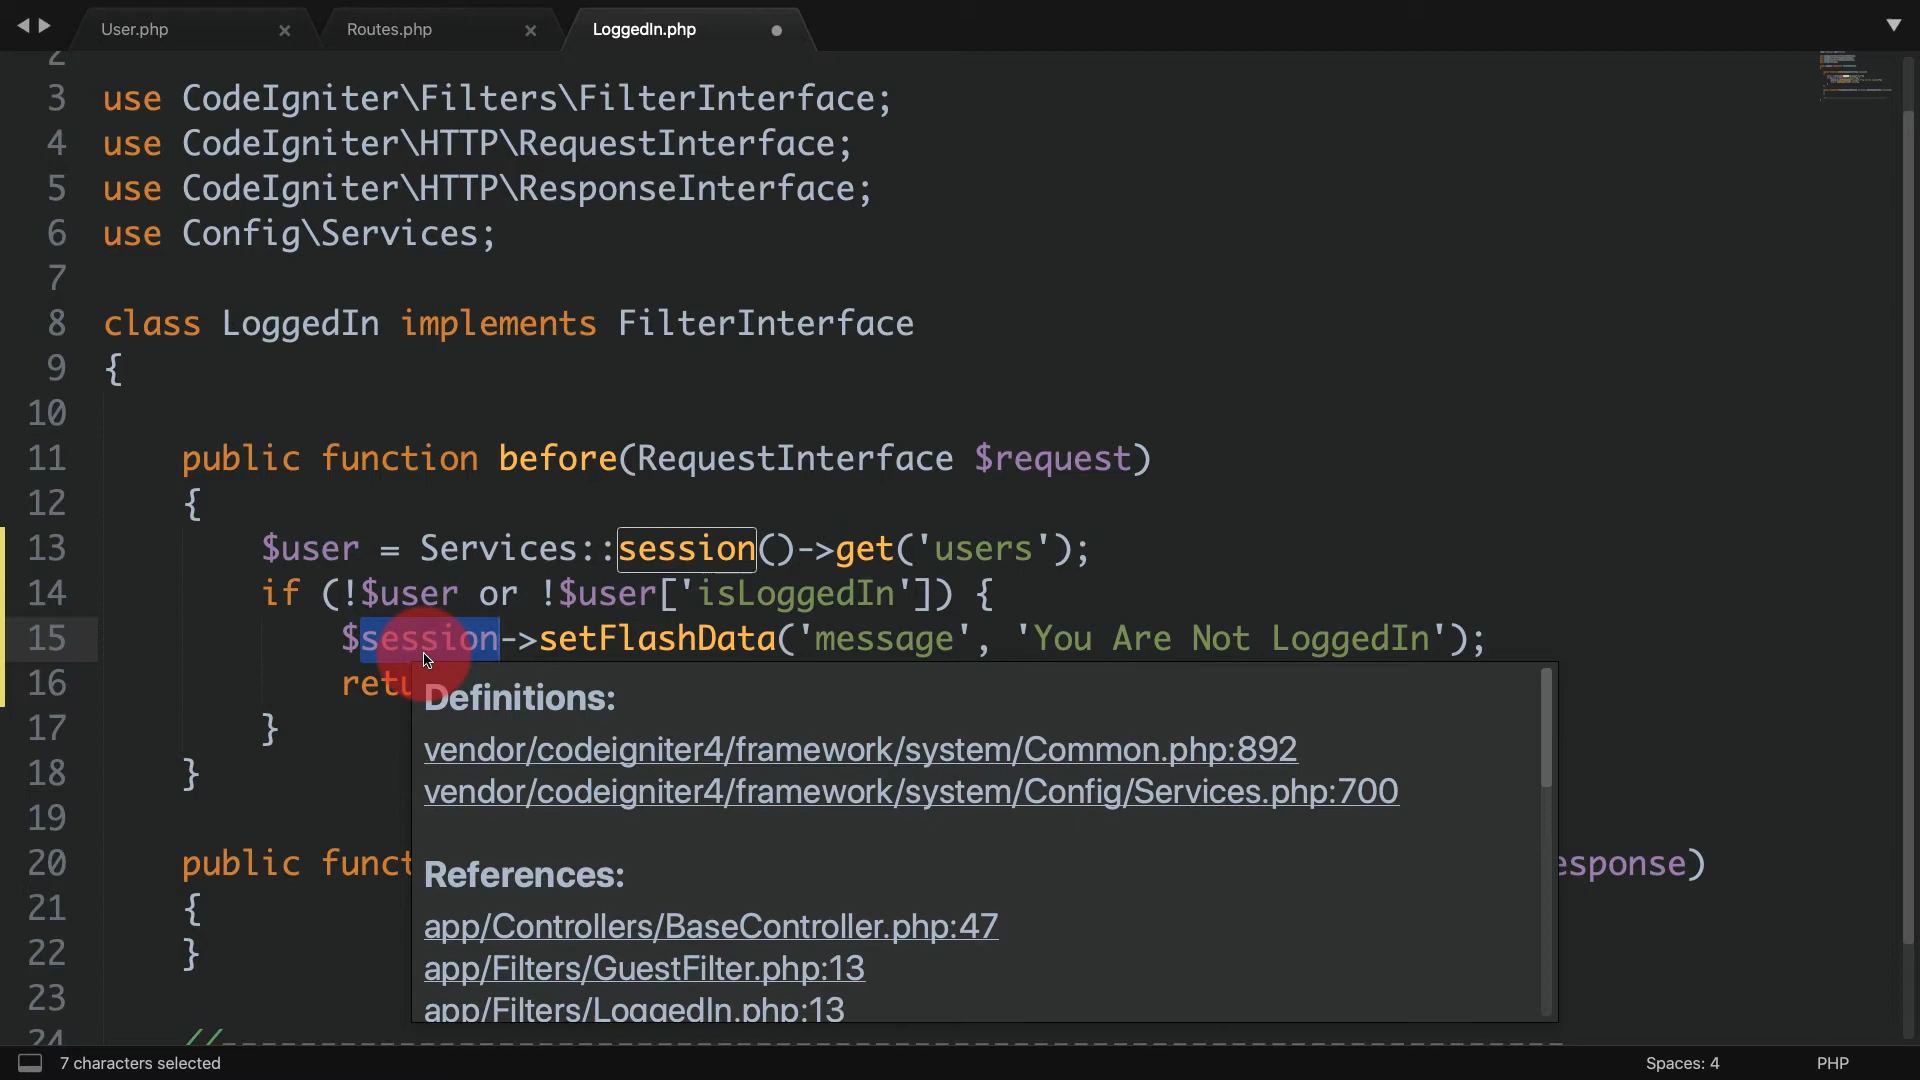 User.php
Routes.php
LoggedIn.php
2
3 use CodeIgniter\Filters\FilterInterface;
4 use CodeIgniter\HTTP\RequestInterface;
5 use CodeIgniter\HTTP\ResponseInterface;
6 use Config\Services;
7
8 class LoggedIn implements FilterInterface
9 {
10
11 public function before(RequestInterface $request)
12 {
13 $user = Services::session()->get('users');
14 if (!$user or !$user['isLoggedIn']) {
15 $session->setFlashData('message', 'You Are Not LoggedIn');
16 retu
Definitions:
17 }
vendor/codeigniter4/framework/system/Common.php:892
18 }
vendor/codeigniter4/framework/system/Config/Services.php:700
19
20 public funct esponse)
References:
21 {
app/Controllers/BaseController.php:47
22 }
app/Filters/GuestFilter.php:13
23
app/Filters/LoggedIn.php:13
24 //--------------------------------------------------------------------
7 characters selected
Spaces: 4
PHP